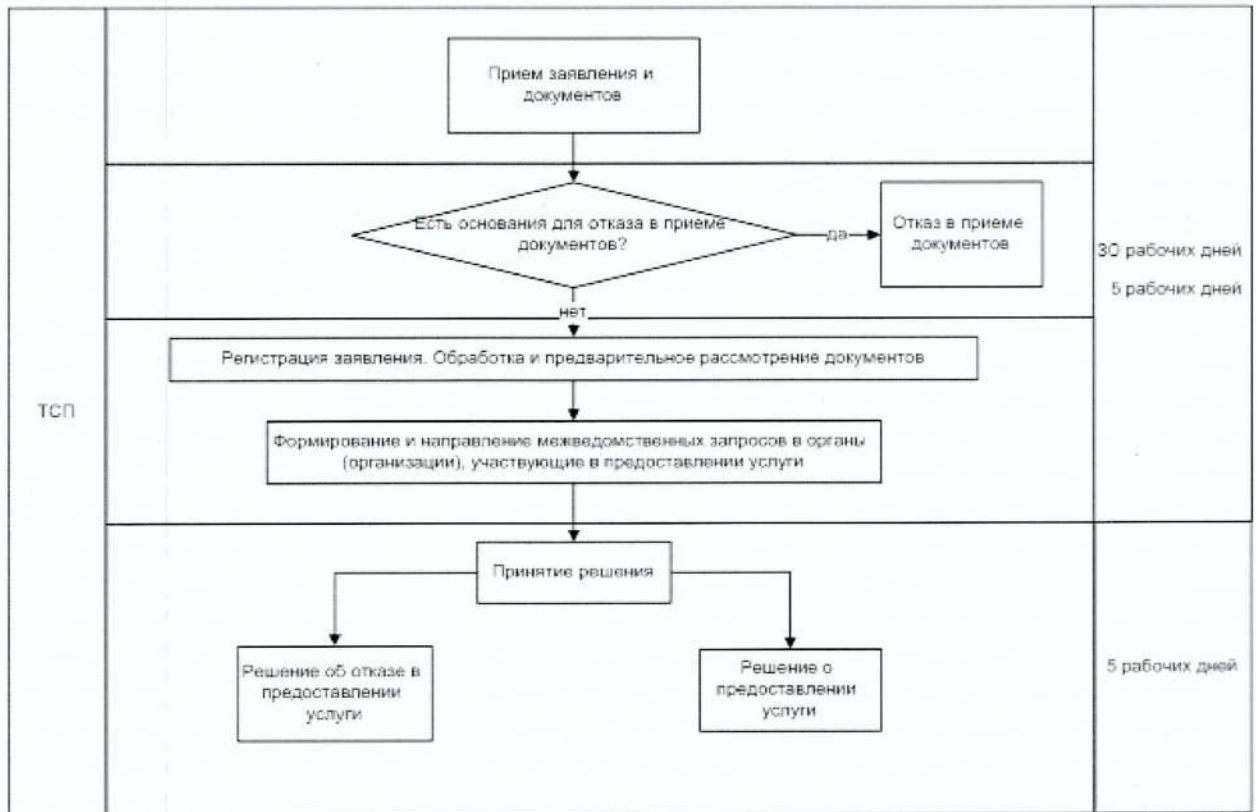 Прием заявления и
документов
Есть основания для отказа в приеме
документов?
да
Отказ в приеме
документов
30 рабочих дней
5 рабочих дней
нет
Регистрация заявления. Обработка и предварительное рассмотрение документов
ТСП
Формирование и направление межведомственных запросов в органы
(организации), участвующие в предоставлении услуги
Принятие решения
Решение об отказе в
предоставлении
услуги
Решение о
предоставлении
услуги
5 рабочих дней